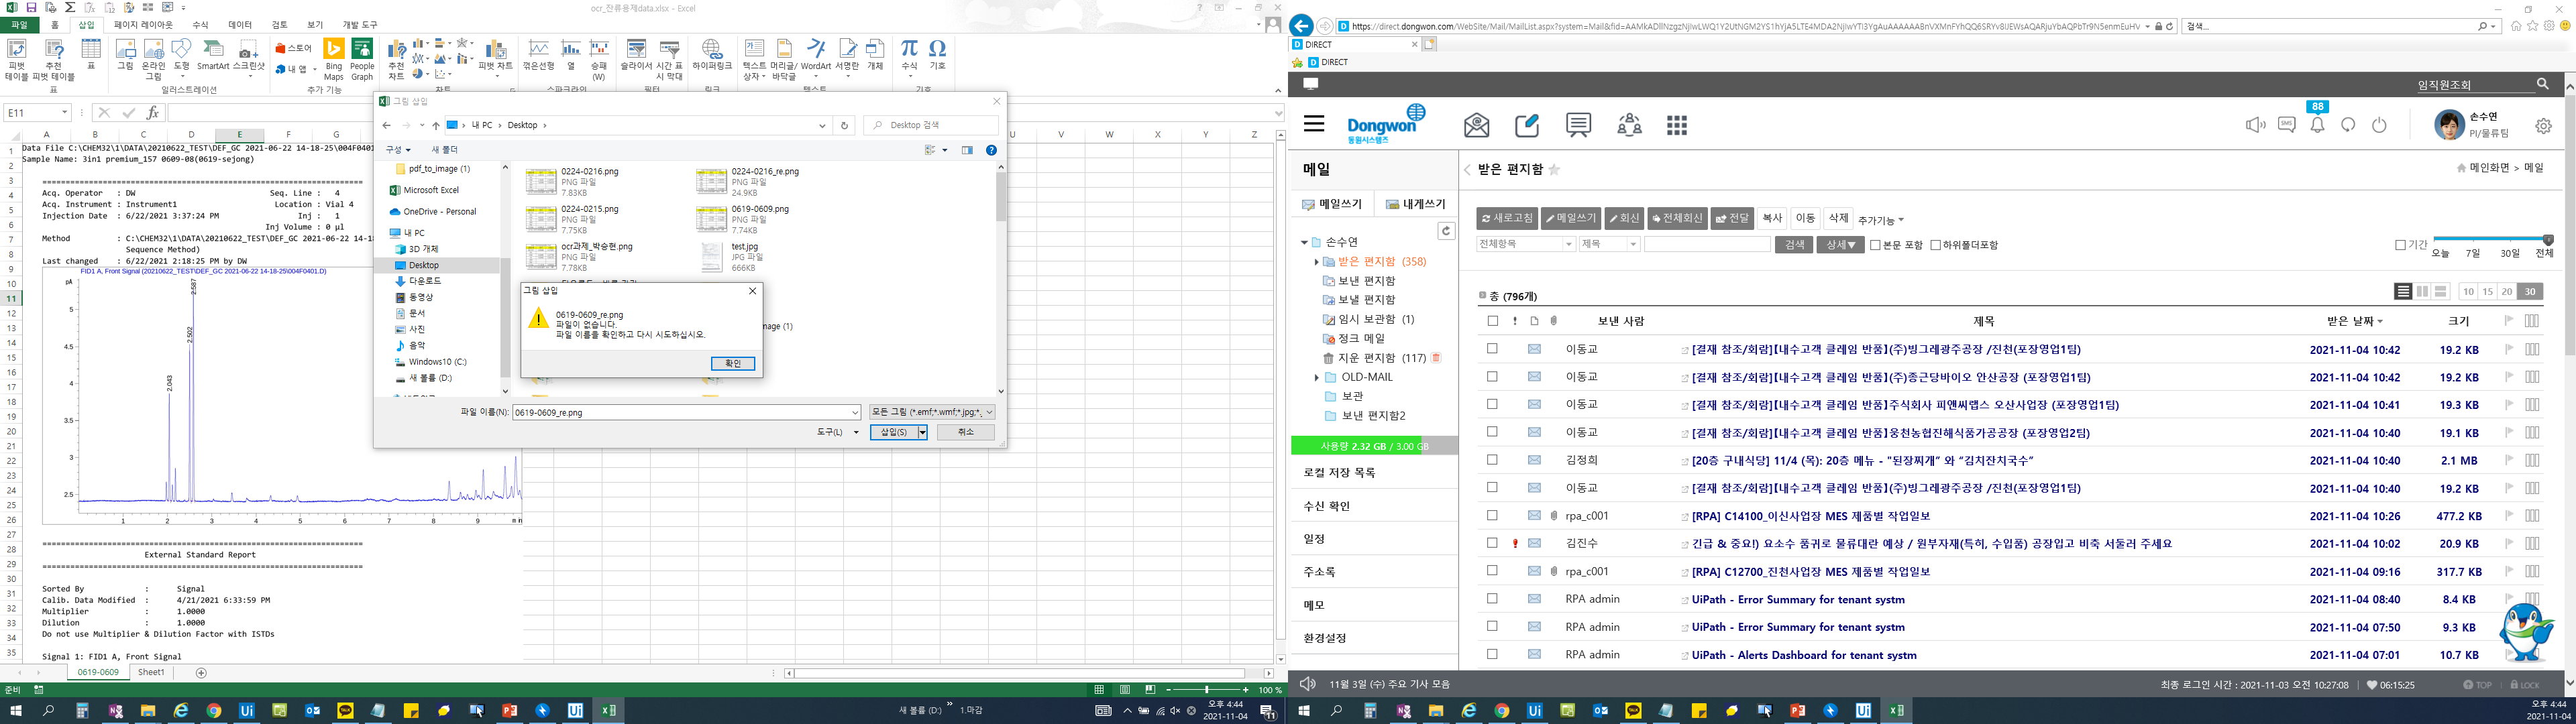 ocr_잔류용제data.xlsx - Excel
파일 홈 삽입 페이지 레이아웃 수식 데이터 검토 보기 개발 도구
피벗 테이블
추천 피벗 테이블
표
그림
온라인 그림
도형
SmartArt
스크린샷
스토어
내 앱
Bing Maps
People Graph
추천 차트
피벗 차트
꺾은선형
열
승패 (W)
슬라이서
시간 표시 막대
하이퍼링크
텍스트 상자
머리글/바닥글
WordArt
서명란
개체
수식
기호
표 일러스트레이션 추가 기능 차트 스파크라인 필터 링크 텍스트 기호
E11
A B C D E F G U V W X Y Z
Data File C:\CHEM32\1\DATA\20210622_TEST\DEF_GC 2021-06-22 14-18-25\004F0401
Sample Name: 3in1 premium_157 0609-08(0619-sejong)
Acq. Operator : DW Seq. Line : 4
Acq. Instrument : Instrument1 Location : Vial 4
Injection Date : 6/22/2021 3:37:24 PM Inj : 1
Inj Volume : 0 µl
Method : C:\CHEM32\1\DATA\20210622_TEST\DEF_GC 2021-06-22 14-18
Sequence Method)
Last changed : 6/22/2021 2:18:25 PM by DW
FID1 A, Front Signal (20210622_TEST\DEF_GC 2021-06-22 14-18-25\004F0401.D)
pA
5
4.5
4
3.5
3
2.5
2.043
2.502
2.587
1 2 3 4 5 6 7 8 9 min
External Standard Report
Sorted By : Signal
Calib. Data Modified : 4/21/2021 6:33:59 PM
Multiplier : 1.0000
Dilution : 1.0000
Do not use Multiplier & Dilution Factor with ISTDs
Signal 1: FID1 A, Front Signal
0619-0609 Sheet1
준비
100 %
그림 삽입
내 PC > Desktop >
Desktop 검색
구성 새 폴더
pdf_to_image (1)
Microsoft Excel
OneDrive - Personal
내 PC
3D 개체
Desktop
다운로드
동영상
문서
사진
음악
Windows10 (C:)
새 볼륨 (D:)
0224-0216.png
PNG 파일
7.83KB
0224-0216_re.png
PNG 파일
24.9KB
0224-0215.png
PNG 파일
7.75KB
0619-0609.png
PNG 파일
7.74KB
ocr과제_박승현.png
PNG 파일
7.78KB
test.jpg
JPG 파일
666KB
mage (1)
그림 삽입
0619-0609_re.png
파일이 없습니다.
파일 이름을 확인하고 다시 시도하십시오.
확인
파일 이름(N): 0619-0609_re.png
모든 그림 (*.emf;*.wmf;*.jpg;*.
도구(L) 삽입(S) 취소
새 볼륨 (D:) 1.마감
오후 4:44
2021-11-04
11
https://direct.dongwon.com/WebSite/Mail/MailList.aspx?system=Mail&fid=
검색...
DIRECT
DIRECT
임직원조회
Dongwon
동원시스템즈
88
손수연
PI/물류팀
메일
메일쓰기 내게쓰기
손수연
받은 편지함 (358)
보낸 편지함
보낼 편지함
임시 보관함 (1)
정크 메일
지운 편지함 (117)
OLD-MAIL
보관
보낸 편지함2
사용량 2.32 GB / 3.00 GB
로컬 저장 목록
수신 확인
일정
주소록
메모
환경설정
받은 편지함
메인화면 > 메일
새로고침 메일쓰기 회신 전체회신 전달 복사 이동 삭제 추가기능
전체항목 제목 검색 상세▼ 본문 포함 하위폴더포함
기간 오늘 7일 30일 전체
총 (796개)
10 15 20 30
보낸 사람 제목 받은 날짜 크기
이동교 [결재 참조/회람]【내수고객 클레임 반품】(주)빙그레광주공장 /진천(포장영업1팀) 2021-11-04 10:42 19.2 KB
이동교 [결재 참조/회람]【내수고객 클레임 반품】(주)종근당바이오 안산공장 (포장영업1팀) 2021-11-04 10:42 19.2 KB
이동교 [결재 참조/회람]【내수고객 클레임 반품】주식회사 피앤씨랩스 오산사업장 (포장영업1팀) 2021-11-04 10:41 19.3 KB
이동교 [결재 참조/회람]【내수고객 클레임 반품】웅천농협진해식품가공공장 (포장영업2팀) 2021-11-04 10:40 19.1 KB
김정희 [20층 구내식당] 11/4 (목): 20층 메뉴 - "된장찌개" 와 "김치잔치국수" 2021-11-04 10:40 2.1 MB
이동교 [결재 참조/회람]【내수고객 클레임 반품】(주)빙그레광주공장 /진천(포장영업1팀) 2021-11-04 10:40 19.2 KB
rpa_c001 [RPA] C14100_아산사업장 MES 제품별 작업일보 2021-11-04 10:26 477.2 KB
김진수 긴급 & 중요!) 요소수 품귀로 물류대란 예상 / 원부자재(특히, 수입품) 공장입고 비축 서둘러 주세요 2021-11-04 10:02 20.9 KB
rpa_c001 [RPA] C12700_진천사업장 MES 제품별 작업일보 2021-11-04 09:16 317.7 KB
RPA admin UiPath - Error Summary for tenant systm 2021-11-04 08:40 8.4 KB
RPA admin UiPath - Error Summary for tenant systm 2021-11-04 07:50 9.3 KB
RPA admin UiPath - Alerts Dashboard for tenant systm 2021-11-04 07:01 10.7 KB
11월 3일 (수) 주요 기사 모음
최종 로그인 시간 : 2021-11-03 오전 10:27:08 | 06:15:25
TOP LOCK
오후 4:44
2021-11-04